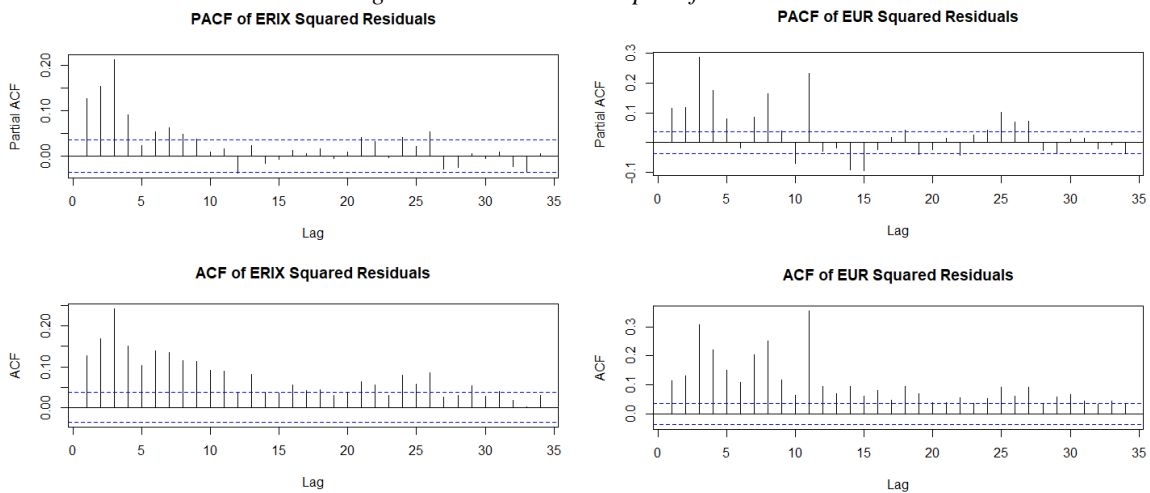 PACF of ERIX Squared Residuals
Partial ACF
0.20
0.10
0.00
0 5 10 15 20 25 30 35
Lag
PACF of EUR Squared Residuals
Partial ACF
0.3
0.2
0.1
-0.1
0 5 10 15 20 25 30 35
Lag
ACF of ERIX Squared Residuals
ACF
0.20
0.10
0.00
0 5 10 15 20 25 30 35
Lag
ACF of EUR Squared Residuals
ACF
0.3
0.2
0.1
0.0
0 5 10 15 20 25 30 35
Lag